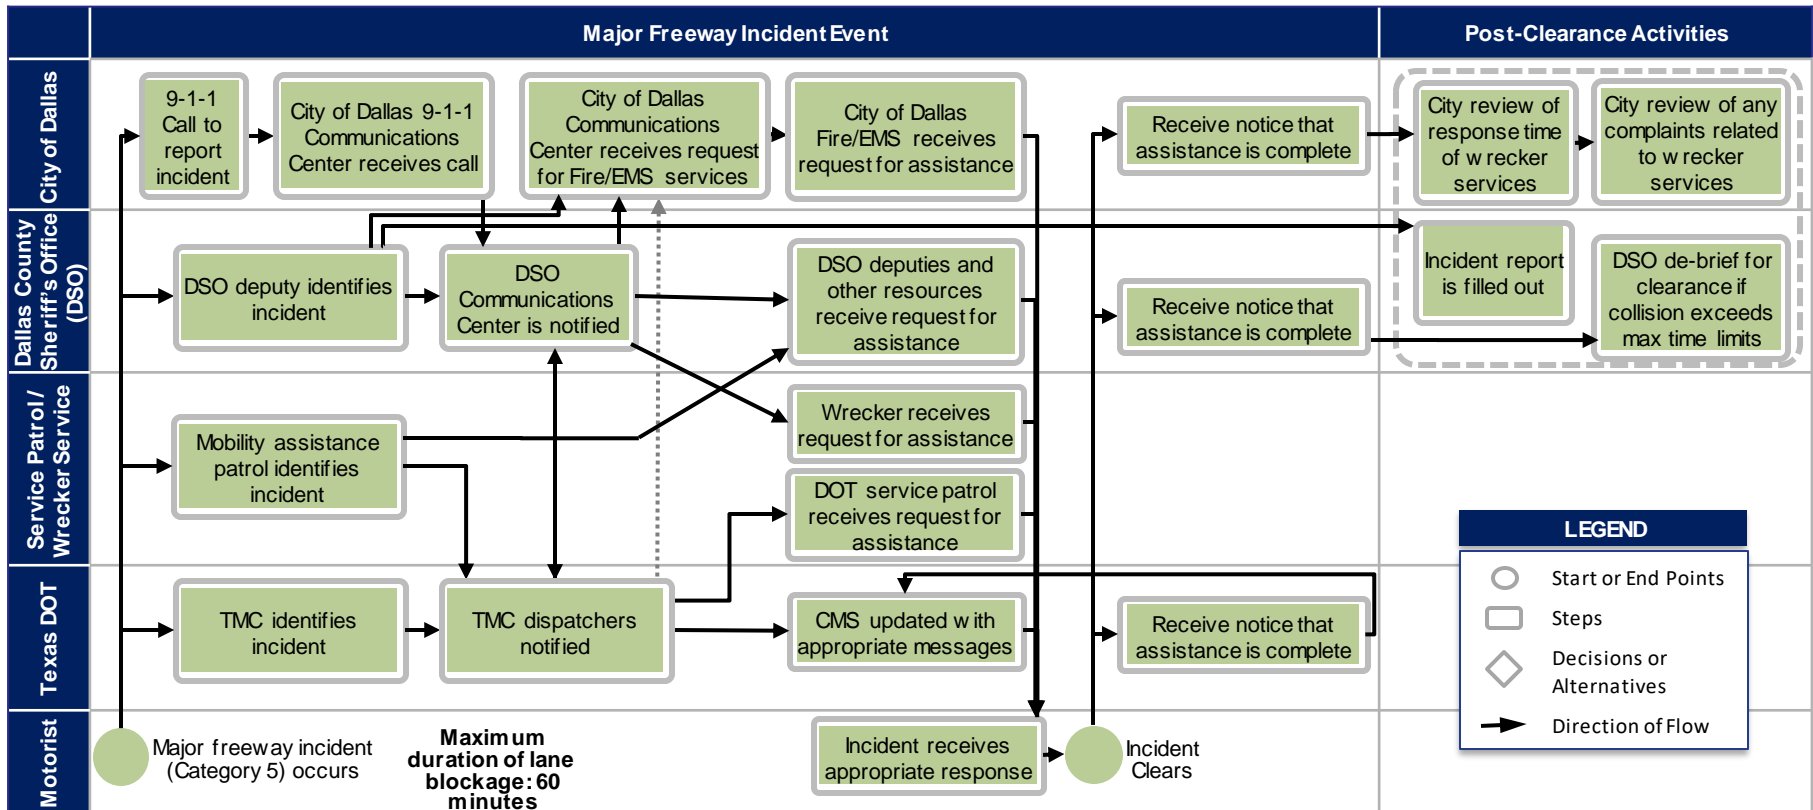 Major Freeway Incident Event
Post-Clearance Activities
City of Dallas
9-1-1
Call to
report
incident
City of Dallas 9-1-1
Communications
Center receives call
City of Dallas
Communications
Center receives request
for Fire/EMS services
City of Dallas
Fire/EMS receives
request for assistance
Receive notice that
assistance is complete
City review of
response time
of wrecker
services
City review of any
complaints related
to wrecker
services
Dallas County
Sheriff's Office
(DSO)
DSO deputy identifies
incident
DSO
Communications
Center is notified
DSO deputies and
other resources
receive request for
assistance
Receive notice that
assistance is complete
Incident report
is filled out
DSO de-brief for
clearance if
collision exceeds
max time limits
Service Patrol /
Wrecker Service
Mobility assistance
patrol identifies
incident
Wrecker receives
request for assistance
DOT service patrol
receives request for
assistance
Texas DOT
TMC identifies
incident
TMC dispatchers
notified
CMS updated with
appropriate messages
Receive notice that
assistance is complete
Motorist
Major freeway incident
(Category 5) occurs
Maximum
duration of lane
blockage: 60
minutes
Incident receives
appropriate response
Incident
Clears
LEGEND
Start or End Points
Steps
Decisions or
Alternatives
Direction of Flow